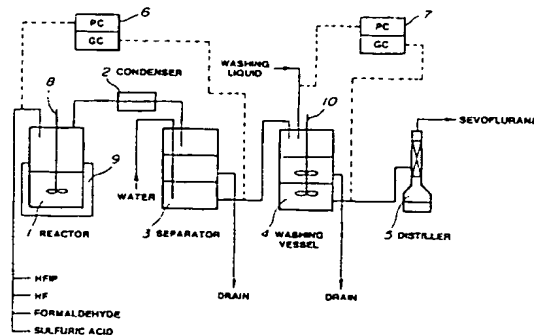 6
PC
GC
7
PC
GC
2 CONDENSER
WASHING
LIQUID
8
10
SEVOFLURANE
9
WATER
1 REACTOR
3 SEPARATOR
4 WASHING
VESSEL
5 DISTILLER
HFIP
HF
FORMALDEHYDE
SULFURIC ACID
DRAIN
DRAIN